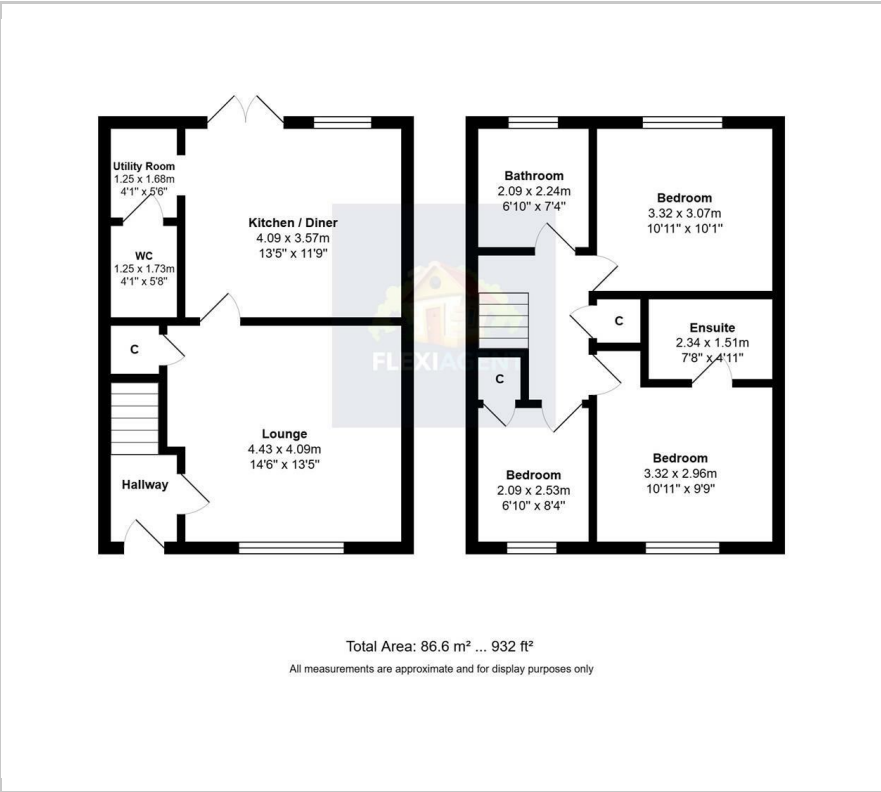 Utility Room
1.25 x 1.68m
4'1" x 5'6"
WC
1.25 x 1.73m
4'1" x 5'8"
Kitchen / Diner
4.09 x 3.57m
13'5" x 11'9"
C
Lounge
4.43 x 4.09m
14'6" x 13'5"
Hallway
Bathroom
2.09 x 2.24m
6'10" x 7'4"
Bedroom
3.32 x 3.07m
10'11" x 10'1"
C
Ensuite
2.34 x 1.51m
7'8" x 4'11"
C
Bedroom
2.09 x 2.53m
6'10" x 8'4"
Bedroom
3.32 x 2.96m
10'11" x 9'9"
FLEXIAGENT
Total Area: 86.6 m² ... 932 ft²
All measurements are approximate and for display purposes only